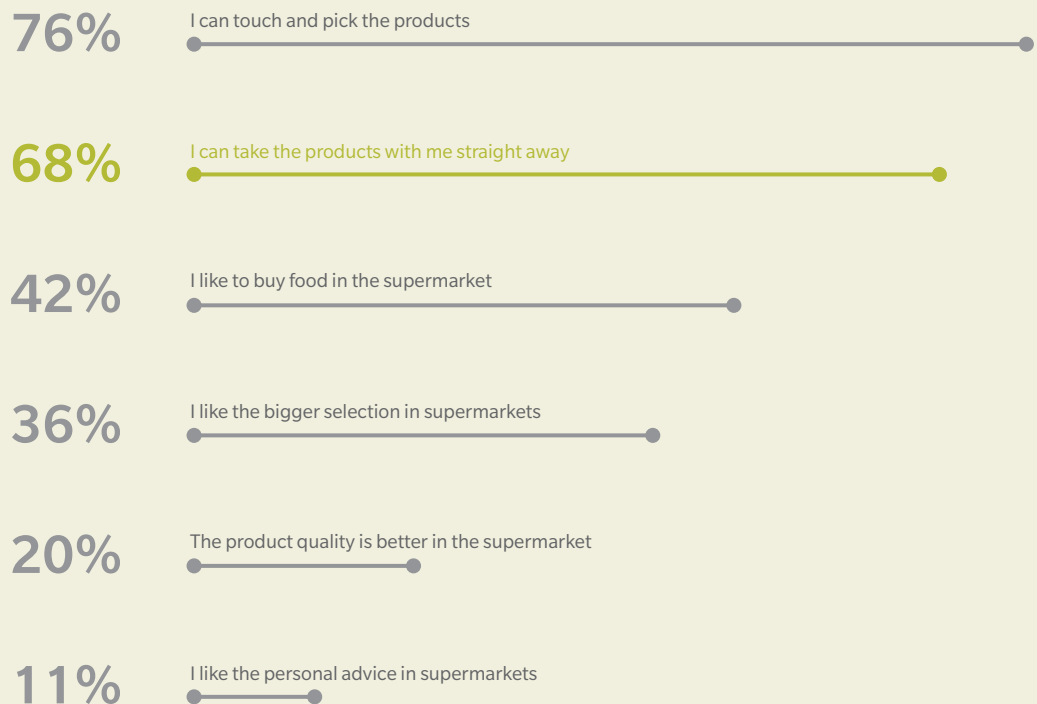 76%
I can touch and pick the products
68%
I can take the products with me straight away
42%
I like to buy food in the supermarket
36%
I like the bigger selection in supermarkets
20%
The product quality is better in the supermarket
11%
I like the personal advice in supermarkets